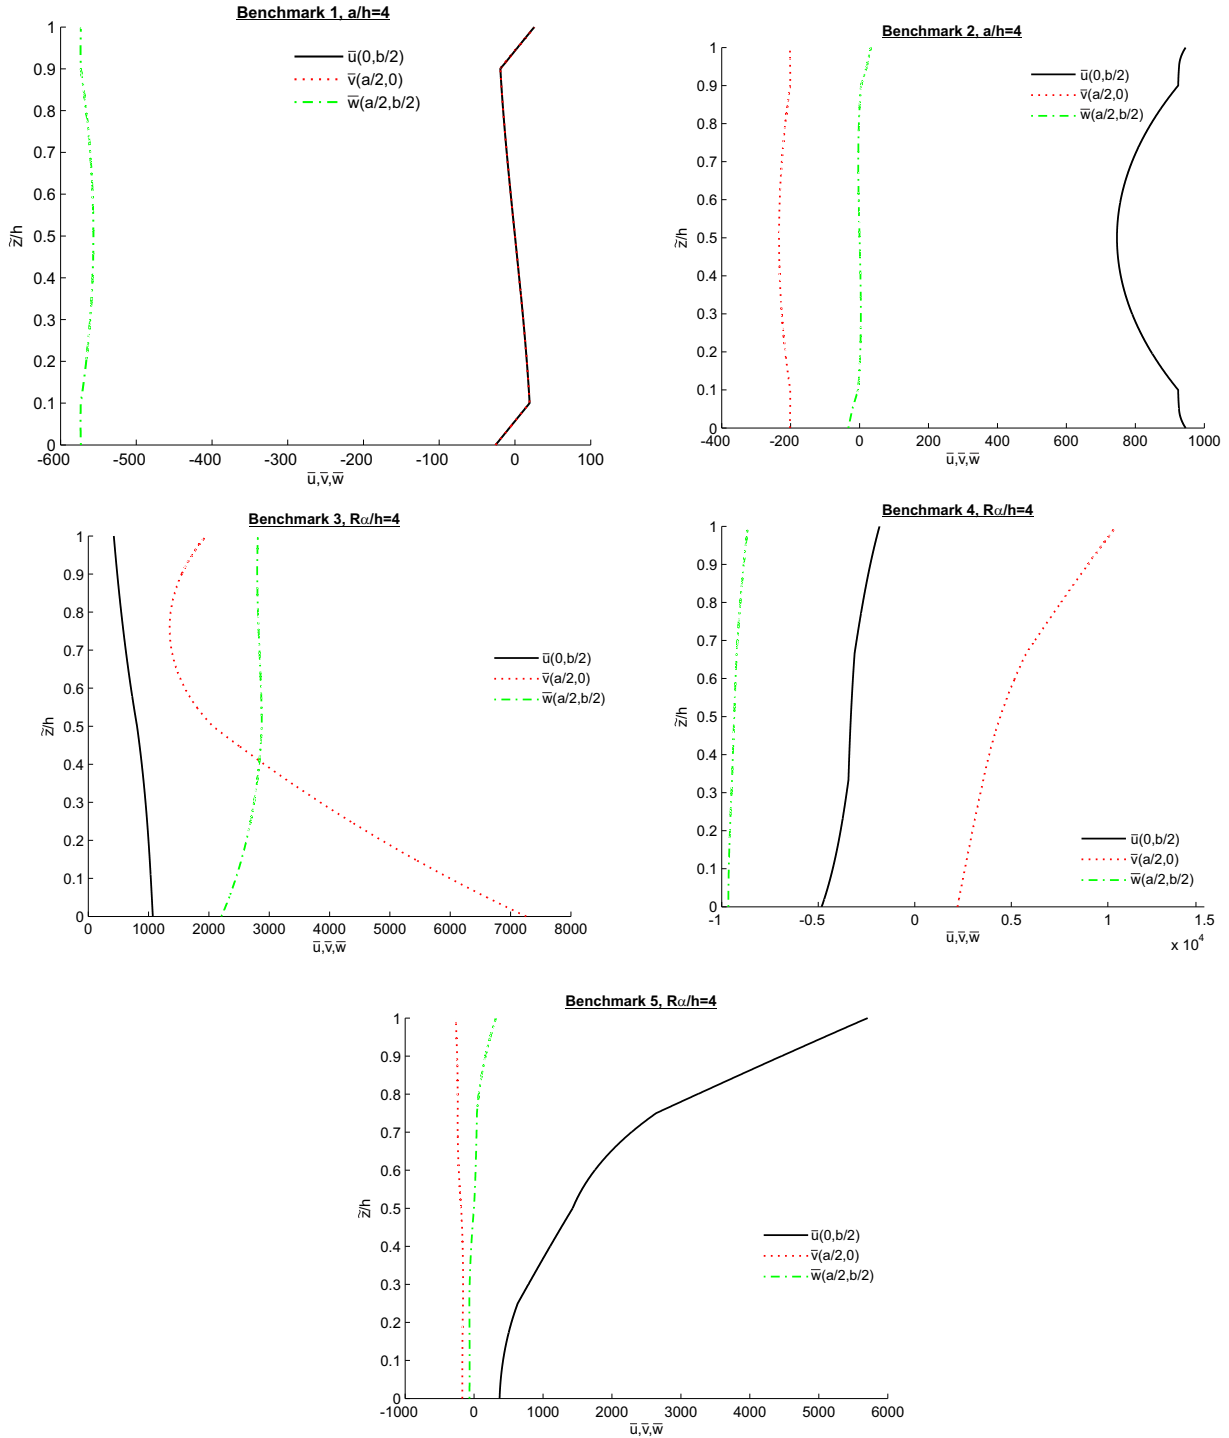 Benchmark 1, a/h=4
1
0.9
0.8
0.7
0.6
0.5
0.4
0.3
0.2
0.1
0
z̃/h
u̅(0,b/2)
v̅(a/2,0)
w̅(a/2,b/2)
-600 -500 -400 -300 -200 -100 0 100
u̅,v̅,w̅
Benchmark 2, a/h=4
1
0.9
0.8
0.7
0.6
0.5
0.4
0.3
0.2
0.1
0
z̃/h
u̅(0,b/2)
v̅(a/2,0)
w̅(a/2,b/2)
-400 -200 0 200 400 600 800 1000
u̅,v̅,w̅
Benchmark 3, Rα/h=4
1
0.9
0.8
0.7
0.6
0.5
0.4
0.3
0.2
0.1
0
z̃/h
u̅(0,b/2)
v̅(a/2,0)
w̅(a/2,b/2)
0 1000 2000 3000 4000 5000 6000 7000 8000
u̅,v̅,w̅
Benchmark 4, Rα/h=4
1
0.9
0.8
0.7
0.6
0.5
0.4
0.3
0.2
0.1
0
z̃/h
u̅(0,b/2)
v̅(a/2,0)
w̅(a/2,b/2)
-1 -0.5 0 0.5 1 1.5
u̅,v̅,w̅
x 10⁴
Benchmark 5, Rα/h=4
1
0.9
0.8
0.7
0.6
0.5
0.4
0.3
0.2
0.1
0
z̃/h
u̅(0,b/2)
v̅(a/2,0)
w̅(a/2,b/2)
-1000 0 1000 2000 3000 4000 5000 6000
u̅,v̅,w̅